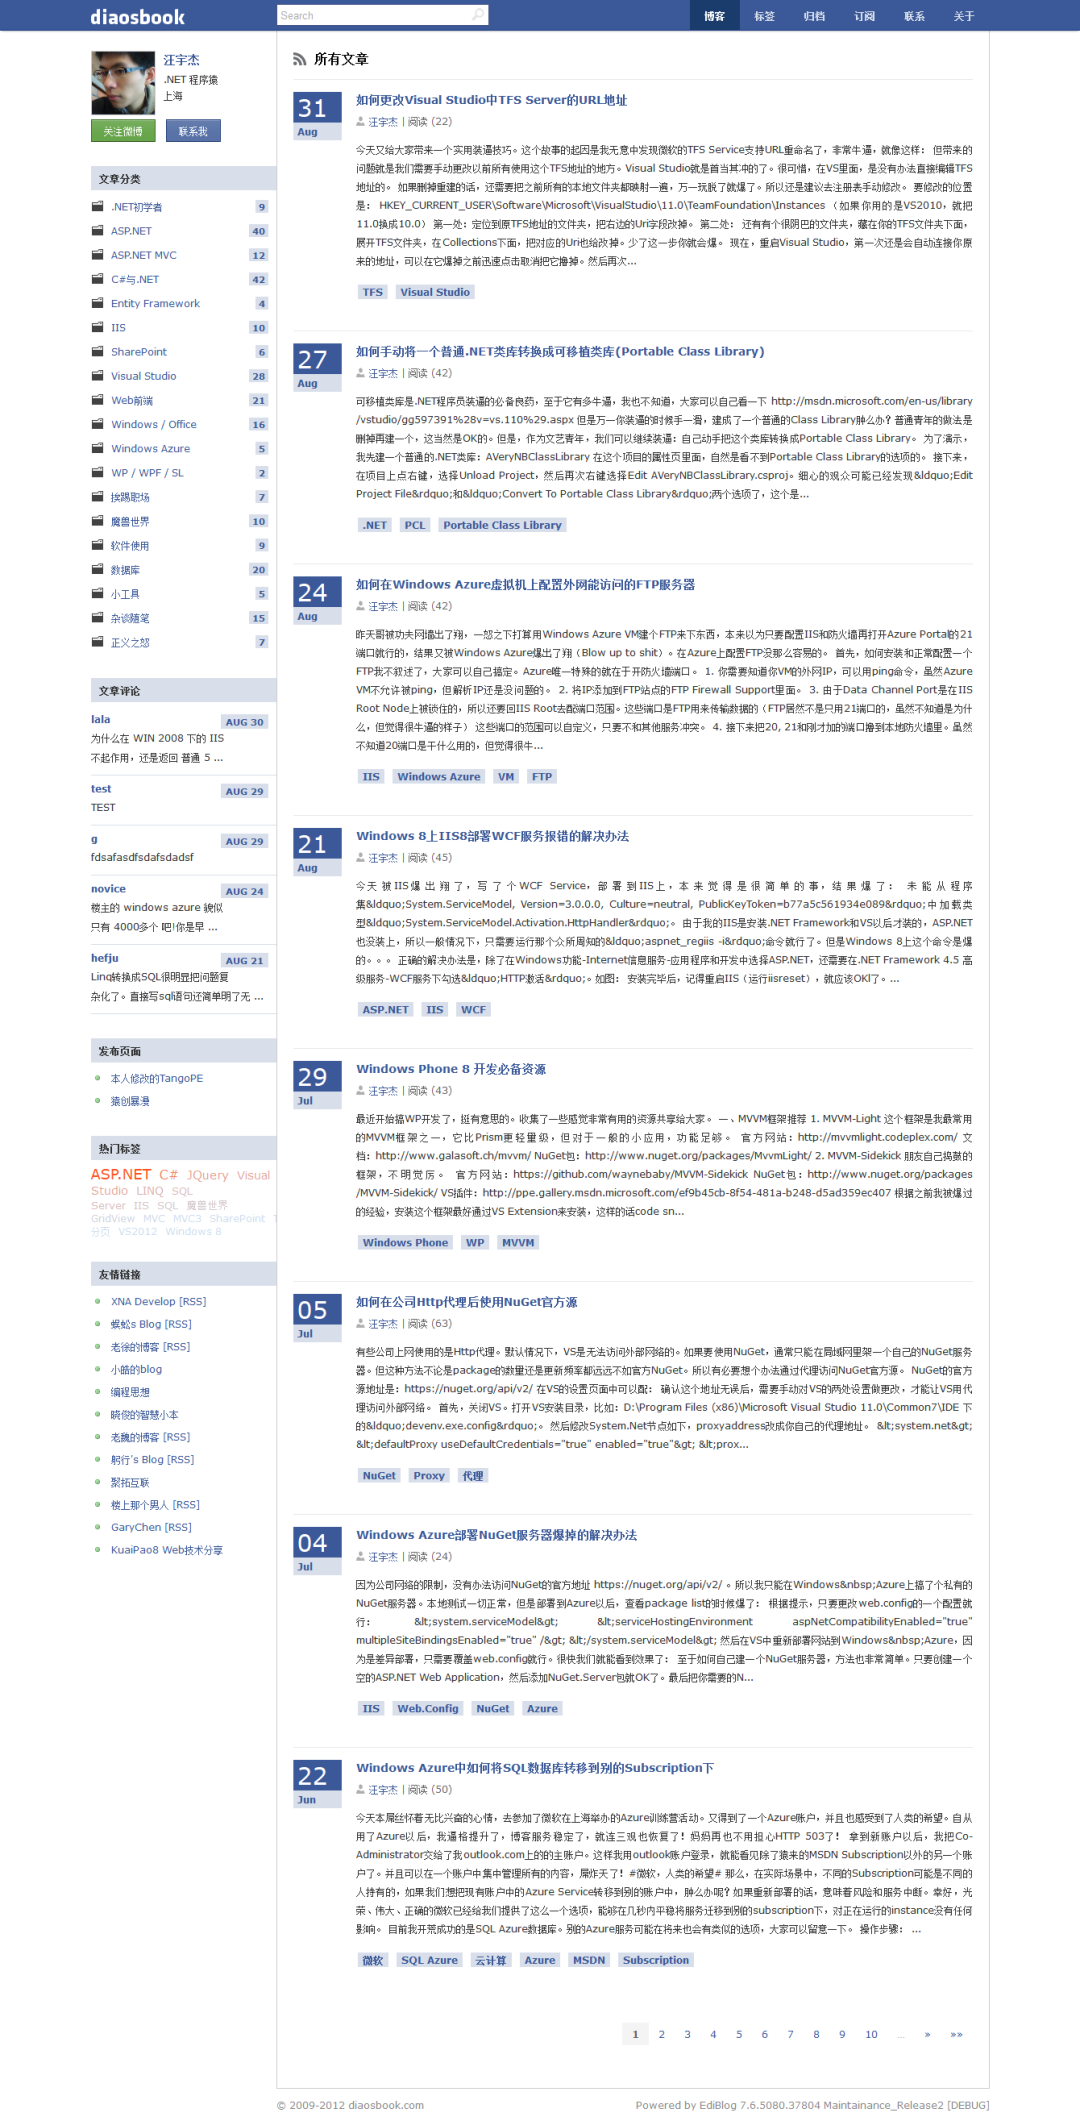 diaosbook
Search
博客 标签 归档 订阅 联系 关于
汪宇杰
.NET 程序猿
上海
关注微博 联系我
文章分类
.NET初学者 9
ASP.NET 40
ASP.NET MVC 12
C#与.NET 42
Entity Framework 4
IIS 10
SharePoint 6
Visual Studio 28
Web前端 21
Windows / Office 16
Windows Azure 5
WP / WPF / SL 2
挨踢职场 7
魔兽世界 10
软件使用 9
数据库 20
小工具 5
杂谈随笔 15
正义之怒 7
文章评论
lala AUG 30
为什么在 WIN 2008 下的 IIS
不起作用，还是返回 普通 5 ...
test AUG 29
TEST
g AUG 29
fdsafasdfsdafsdadsf
novice AUG 24
楼主的 windows azure 貌似
只有 4000多个 吧!你是早 ...
hefju AUG 21
Linq转换成SQL很明显把问题复
杂化了。直接写sql语句还简单明了无 ...
发布页面
本人修改的TangoPE
猿创暴漫
热门标签
ASP.NET C# JQuery Visual
Studio LINQ SQL
Server IIS SQL 魔兽世界
GridView MVC MVC3 SharePoint
分页 VS2012 Windows 8
友情链接
XNA Develop [RSS]
蜈蚣s Blog [RSS]
老徐的博客 [RSS]
小皓的blog
编程思想
晓俊的智慧小本
老魏的博客 [RSS]
躬行's Blog [RSS]
聚拓互联
楼上那个男人 [RSS]
GaryChen [RSS]
KuaiPao8 Web技术分享
所有文章
31 Aug
如何更改Visual Studio中TFS Server的URL地址
汪宇杰 | 阅读 (22)
今天又给大家带来一个实用装逼技巧。这个故事的起因是我无意中发现微软的TFS Service支持URL重命名了，非常牛逼，就像这样： 但带来的
问题就是我们需要手动更改以前所有使用这个TFS地址的地方。Visual Studio就是首当其冲的了。很可惜，在VS里面，是没有办法直接编辑TFS
地址的。 如果删掉重建的话，还需要把之前所有的本地文件夹都映射一遍，万一玩脱了就爆了。所以还是建议去注册表手动修改。 要修改的位置
是： HKEY_CURRENT_USER\Software\Microsoft\VisualStudio\11.0\TeamFoundation\Instances （如果你用的是VS2010，就把
11.0换成10.0） 第一处：定位到原TFS地址的文件夹，把右边的Uri字段改掉。 第二处： 还有有个很阴巴的文件夹，藏在你的TFS文件夹下面，
展开TFS文件夹，在Collections下面，把对应的Uri也给改掉。少了这一步你就会爆。 现在，重启Visual Studio，第一次还是会自动连接你原
来的地址，可以在它爆掉之前迅速点击取消把它撸掉。然后再次...
TFS Visual Studio
27 Aug
如何手动将一个普通.NET类库转换成可移植类库(Portable Class Library)
汪宇杰 | 阅读 (42)
可移植类库是.NET程序员装逼的必备良药，至于它有多牛逼，我也不知道，大家可以自己看一下 http://msdn.microsoft.com/en-us/library
/vstudio/gg597391%28v=vs.110%29.aspx 但是万一你装逼的时候手一滑，建成了一个普通的Class Library肿么办？普通青年的做法是
删掉再建一个，这当然是OK的。但是，作为文艺青年，我们可以继续装逼：自己动手把这个类库转换成Portable Class Library。 为了演示，
我先建一个普通的.NET类库：AVeryNBClassLibrary 在这个项目的属性页里面，自然是看不到Portable Class Library的选项的。 接下来，
在项目上点右键，选择Unload Project，然后再次右键选择Edit AVeryNBClassLibrary.csproj。细心的观众可能已经发现&ldquo;Edit
Project File&rdquo;和&ldquo;Convert To Portable Class Library&rdquo;两个选项了，这个是...
.NET PCL Portable Class Library
24 Aug
如何在Windows Azure虚拟机上配置外网能访问的FTP服务器
汪宇杰 | 阅读 (42)
昨天哥被功夫网墙出了翔，一怒之下打算用Windows Azure VM建个FTP来下东西，本来以为只要配置IIS和防火墙再打开Azure Portal的21
端口就行的，结果又被Windows Azure爆出了翔（Blow up to shit）。在Azure上配置FTP没那么容易的。 首先，如何安装和正常配置一个
FTP我不叙述了，大家可以自己搞定。Azure唯一特殊的就在于开防火墙端口。 1. 你需要知道你VM的外网IP，可以用ping命令，虽然Azure
VM不允许被ping，但解析IP还是没问题的。 2. 将IP添加到FTP站点的FTP Firewall Support里面。 3. 由于Data Channel Port是在IIS
Root Node上被锁住的，所以还要回IIS Root去配端口范围。这些端口是FTP用来传输数据的（FTP居然不是只用21端口的，虽然不知道是为什
么，但觉得很牛逼的样子） 这些端口的范围可以自定义，只要不和其他服务冲突。 4. 接下来把20, 21和刚才加的端口撸到本地防火墙里。虽然
不知道20端口是干什么用的，但觉得很牛...
IIS Windows Azure VM FTP
21 Aug
Windows 8上IIS8部署WCF服务报错的解决办法
汪宇杰 | 阅读 (45)
今天被IIS爆出翔了，写了个WCF Service，部署到IIS上，本来觉得是很简单的事，结果爆了： 未能从程序
集&ldquo;System.ServiceModel, Version=3.0.0.0, Culture=neutral, PublicKeyToken=b77a5c561934e089&rdquo;中加载类
型&ldquo;System.ServiceModel.Activation.HttpHandler&rdquo;。 由于我的IIS是安装.NET Framework和VS以后才装的，ASP.NET
也没装上，所以一般情况下，只需要运行那个众所周知的&ldquo;aspnet_regiis -i&rdquo;命令就行了。但是Windows 8上这个命令是爆
的。。。 正确的解决办法是，除了在Windows功能-Internet信息服务-应用程序和开发中选择ASP.NET，还需要在.NET Framework 4.5 高
级服务-WCF服务下勾选&ldquo;HTTP激活&rdquo;。如图： 安装完毕后，记得重启IIS（运行iisreset），就应该OK了。...
ASP.NET IIS WCF
29 Jul
Windows Phone 8 开发必备资源
汪宇杰 | 阅读 (43)
最近开始搞WP开发了，挺有意思的。收集了一些感觉非常有用的资源共享给大家。 一、MVVM框架推荐 1. MVVM-Light 这个框架是我最常用
的MVVM框架之一，它比Prism更轻量级，但对于一般的小应用，功能足够。 官方网站：http://mvvmlight.codeplex.com/ 文
档：http://www.galasoft.ch/mvvm/ NuGet包：http://www.nuget.org/packages/MvvmLight/ 2. MVVM-Sidekick 朋友自己捣鼓的
框架，不明觉厉。 官方网站：https://github.com/waynebaby/MVVM-Sidekick NuGet包：http://www.nuget.org/packages
/MVVM-Sidekick/ VS插件：http://ppe.gallery.msdn.microsoft.com/ef9b45cb-8f54-481a-b248-d5ad359ec407 根据之前我被爆过
的经验，安装这个框架最好通过VS Extension来安装，这样的话code sn...
Windows Phone WP MVVM
05 Jul
如何在公司Http代理后使用NuGet官方源
汪宇杰 | 阅读 (63)
有些公司上网使用的是Http代理。默认情况下，VS是无法访问外部网络的。如果要使用NuGet，通常只能在局域网里架一个自己的NuGet服务
器。但这种方法不论是package的数量还是更新频率都远远不如官方NuGet。所以有必要想个办法通过代理访问NuGet官方源。 NuGet的官方
源地址是：https://nuget.org/api/v2/ 在VS的设置页面中可以配： 确认这个地址无误后，需要手动对VS的两处设置做更改，才能让VS用代
理访问外部网络。 首先，关闭VS。打开VS安装目录，比如：D:\Program Files (x86)\Microsoft Visual Studio 11.0\Common7\IDE 下
的&ldquo;devenv.exe.config&rdquo;。 然后修改System.Net节点如下，proxyaddress改成你自己的代理地址。 &lt;system.net&gt;
&lt;defaultProxy useDefaultCredentials="true" enabled="true"&gt; &lt;prox...
NuGet Proxy 代理
04 Jul
Windows Azure部署NuGet服务器爆掉的解决办法
汪宇杰 | 阅读 (24)
因为公司网络的限制，没有办法访问NuGet的官方地址 https://nuget.org/api/v2/ 。所以我只能在Windows&nbsp;Azure上搞了个私有的
NuGet服务器。本地测试一切正常，但是部署到Azure以后，查看package list的时候爆了： 根据提示，只要更改web.config的一个配置就
行： &lt;system.serviceModel&gt; &lt;serviceHostingEnvironment aspNetCompatibilityEnabled="true"
multipleSiteBindingsEnabled="true" /&gt; &lt;/system.serviceModel&gt; 然后在VS中重新部署网站到Windows&nbsp;Azure，因
为是差异部署，只需要覆盖web.config就行。很快我们就能看到效果了： 至于如何自己建一个NuGet服务器，方法也非常简单。只要创建一个
空的ASP.NET Web Application，然后添加NuGet.Server包就OK了。最后把你需要的N...
IIS Web.Config NuGet Azure
22 Jun
Windows Azure中如何将SQL数据库转移到别的Subscription下
汪宇杰 | 阅读 (50)
今天本屌丝怀着无比兴奋的心情，去参加了微软在上海举办的Azure训练营活动。又得到了一个Azure账户，并且也感受到了人类的希望。自从
用了Azure以后，我逼格提升了，博客服务稳定了，就连三观也恢复了！妈妈再也不用担心HTTP 503了！ 拿到新账户以后，我把Co-
Administrator交给了我outlook.com上的的主账户。这样我用outlook账户登录，就能看见除了猿来的MSDN Subscription以外的另一个账
户了。并且可以在一个账户中集中管理所有的内容，屌炸天了！#微软，人类的希望# 那么，在实际场景中，不同的Subscription可能是不同的
人持有的，如果我们想把现有账户中的Azure Service转移到别的账户中，肿么办呢？如果重新部署的话，意味着风险和服务中断。幸好，光
荣、伟大、正确的微软已经给我们提供了这么一个选项，能够在几秒内平稳将服务迁移到别的subscription下，对正在运行的instance没有任何
影响。 目前我开荒成功的是SQL Azure数据库。别的Azure服务可能在将来也会有类似的选项，大家可以留意一下。 操作步骤： ...
微软 SQL Azure 云计算 Azure MSDN Subscription
1 2 3 4 5 6 7 8 9 10 ... » »»
© 2009-2012 diaosbook.com
Powered by EdiBlog 7.6.5080.37804 Maintainance_Release2 [DEBUG]